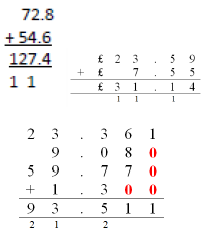 72.8
+ 54.6
127.4
1 1
£ 2 3 . 5 9
+ £ 7 . 5 5
£ 3 1 . 1 4
1 1 1
2 3 . 3 6 1
9 . 0 8 0
5 9 . 7 7 0
+ 1 . 3 0 0
9 3 . 5 1 1
2 1 2